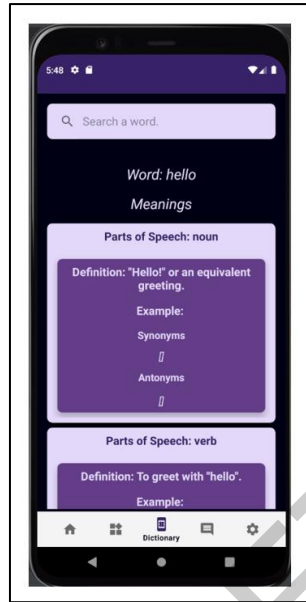 5:48
Search a word.
Word: hello
Meanings
Parts of Speech: noun
Definition: "Hello!" or an equivalent
greeting.
Example:
Synonyms
[]
Antonyms
[]
Parts of Speech: verb
Definition: To greet with "hello".
Example:
Dictionary